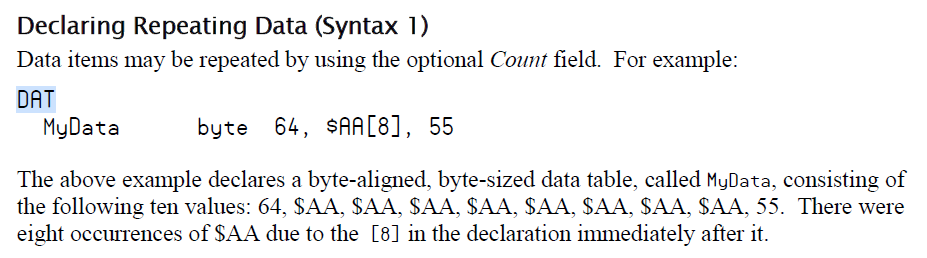 Declaring Repeating Data (Syntax 1)
Data items may be repeated by using the optional Count field.  For example:
DAT
MyData byte 64, $AA[8], 55
The above example declares a byte-aligned, byte-sized data table, called MyData, consisting of
the following ten values: 64, $AA, $AA, $AA, $AA, $AA, $AA, $AA, $AA, 55.  There were
eight occurrences of $AA due to the [8] in the declaration immediately after it.